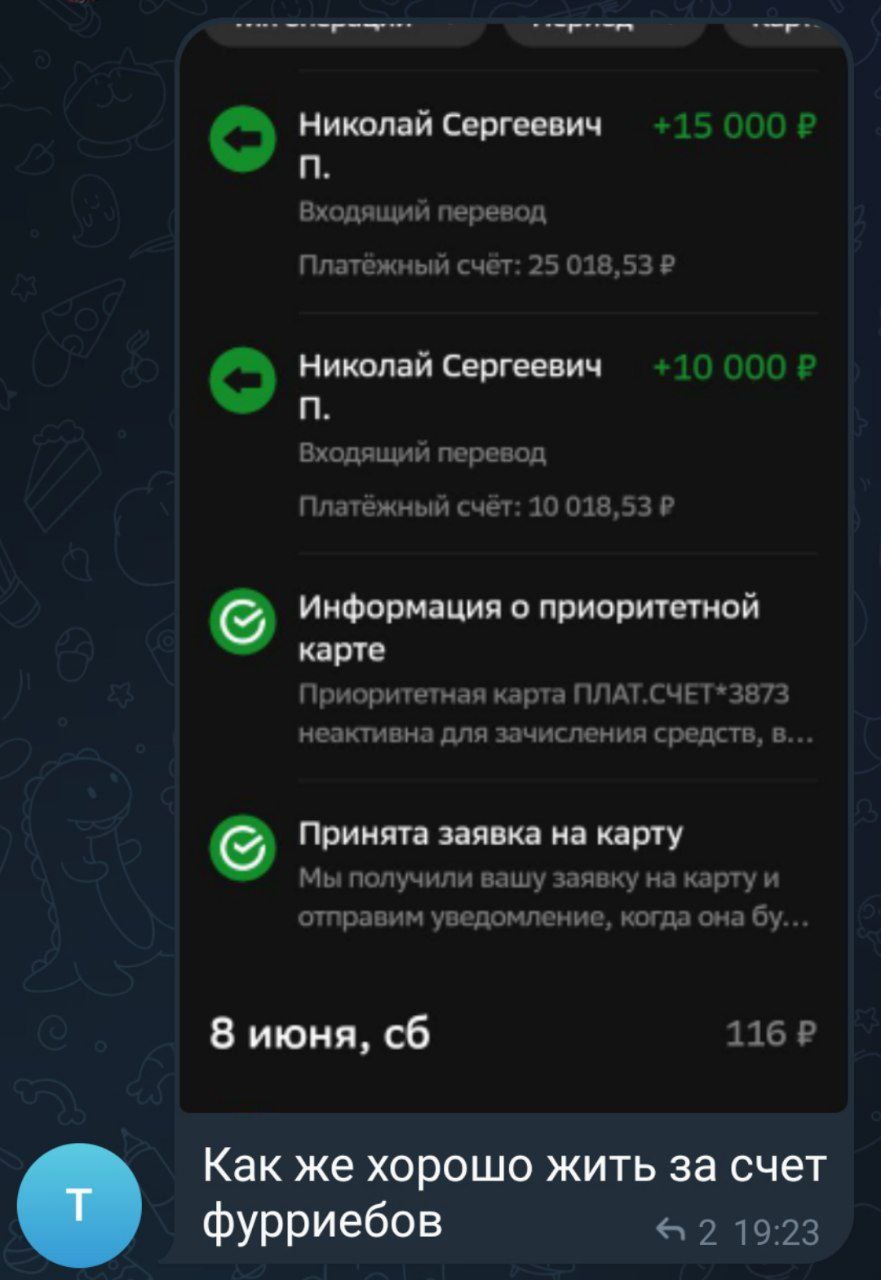 Николай Сергеевич +15 000 ₽
П.
Входящий перевод
Платёжный счёт: 25 018,53 ₽
Николай Сергеевич +10 000 ₽
П.
Входящий перевод
Платёжный счёт: 10 018,53 ₽
Информация о приоритетной
карте
Приоритетная карта ПЛАТ.СЧЕТ*3873
неактивна для зачисления средств, в...
Принята заявка на карту
Мы получили вашу заявку на карту и
отправим уведомление, когда она бу...
8 июня, сб 116 ₽
Как же хорошо жить за счет
фурриебов
2 19:23
Т